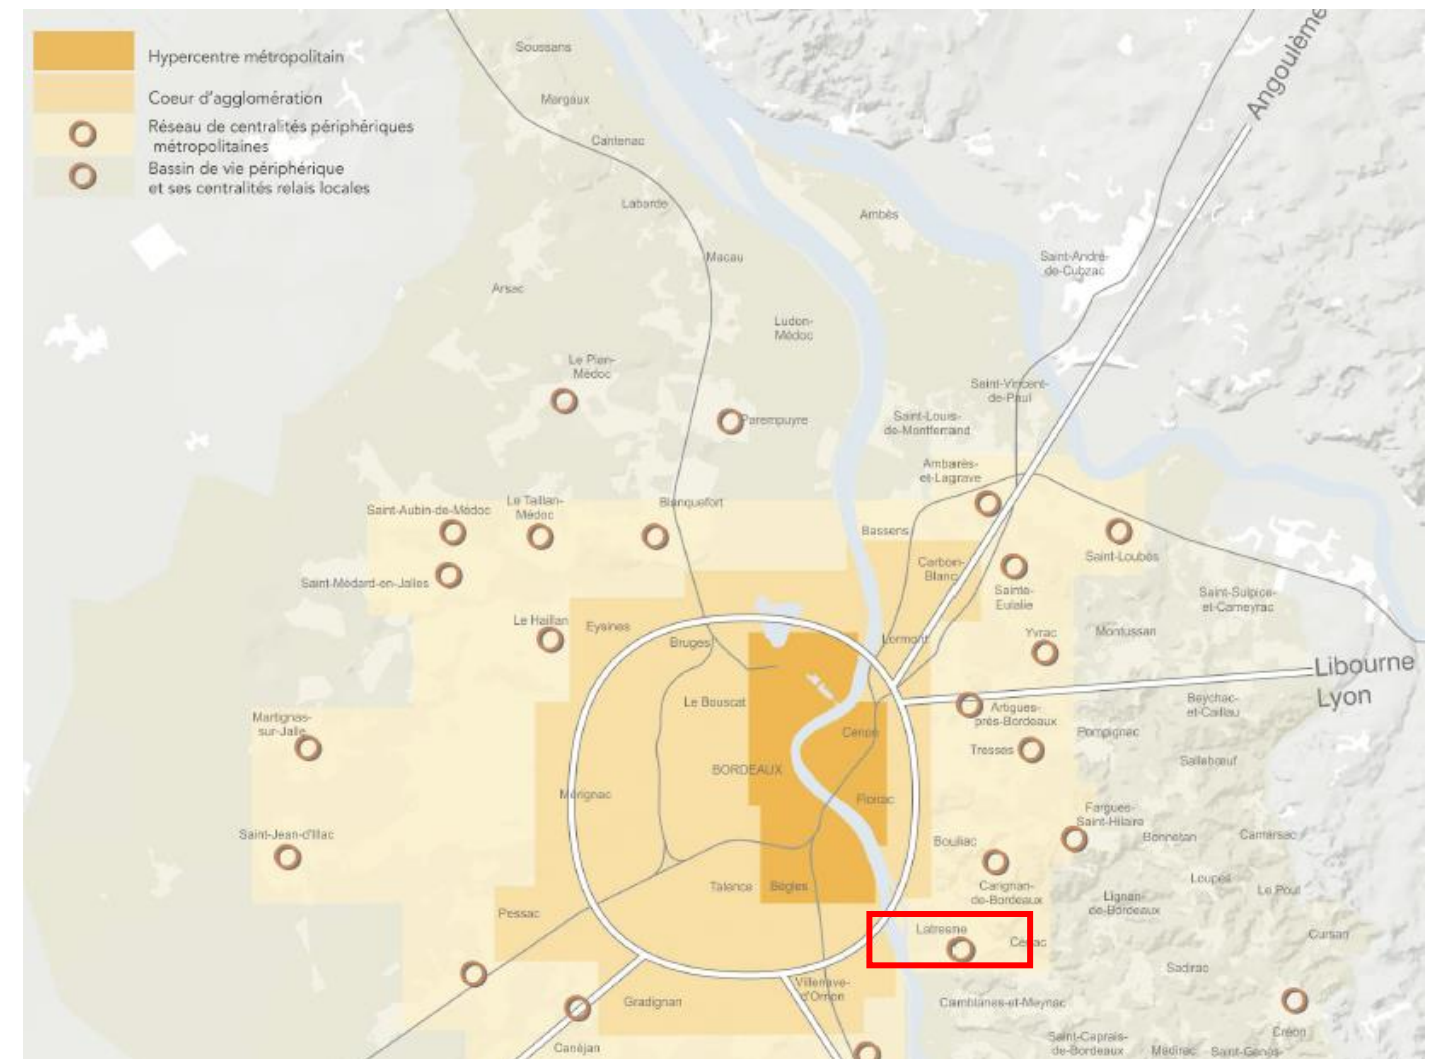 Hypercentre métropolitain
Coeur d'agglomération
Réseau de centralités périphériques
métropolitaines
Bassin de vie périphérique
et ses centralités relais locales
Soussans
Margaux
Cantenac
Labarde
Macau
Arsac
Ludon-
Médoc
Le Pian-
Médoc
Parempuyre
Ambès
Saint-André-
de-Cubzac
Angoulème
Saint-Vincent-
de-Paul
Saint-Louis-
de-Montferrand
Ambarès-
et-Lagrave
Saint-Aubin-de-Médoc
Le Taillan-
Médoc
Blanquefort
Bassens
Saint-Loubès
Carbon-
Blanc
Sainte-
Eulalie
Saint-Médard-en-Jalles
Saint-Sulpice-
et-Cameyrac
Le Haillan
Eysines
Bruges
Lormont
Yvrac
Montussan
Libourne
Lyon
Le Bouscat
Artigues-
près-Bordeaux
Beychac-
et-Caillau
Martignas-
sur-Jalle
Cenon
Tresses
Pompignac
Salleboeuf
BORDEAUX
Mérignac
Floirac
Fargues-
Saint-Hilaire
Bonnetan
Camarsac
Saint-Jean-d'Illac
Bouliac
Talence
Bègles
Carignan-
de-Bordeaux
Loupes
Le Pout
Lignan-
de-Bordeaux
Pessac
Latresne
Cénac
Cursan
Sadirac
Villenave-
d'Ornon
Gradignan
Camblanes-et-Meynac
Créon
Canéjan
Saint-Caprais-
de-Bordeaux
Madirac
Saint-Genès-